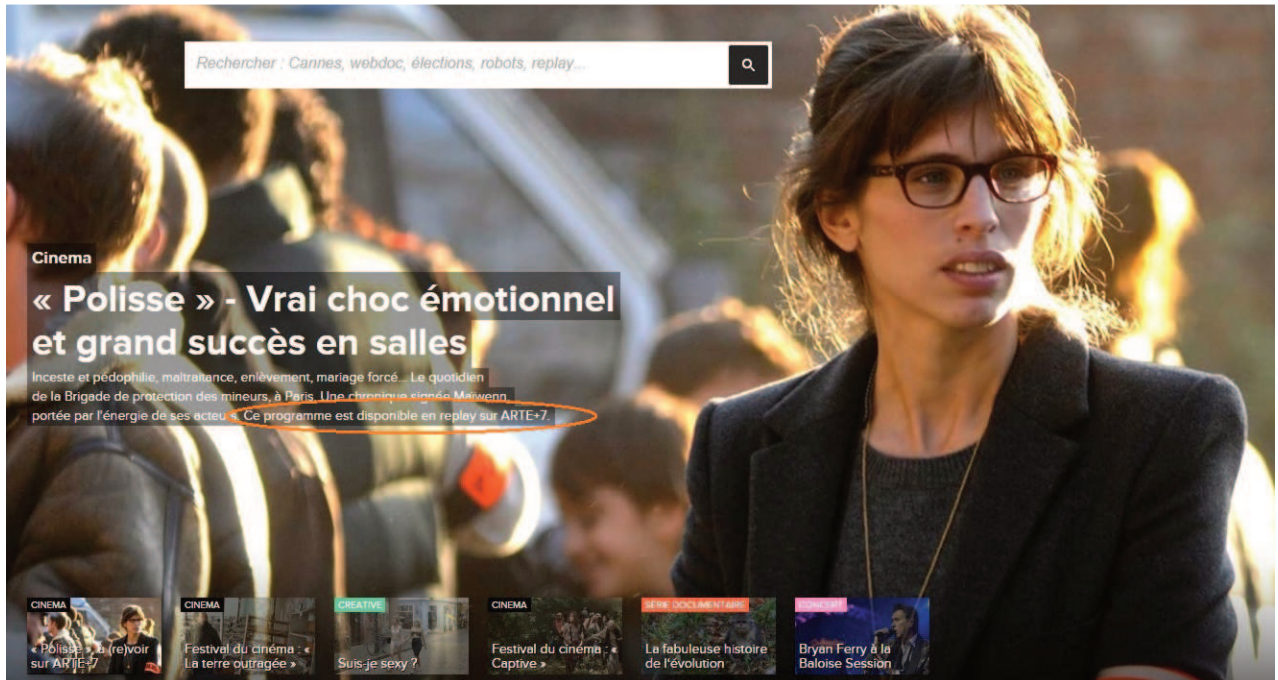 Rechercher : Cannes, webdoc, élections, robots, replay...
Cinema
« Polisse » - Vrai choc émotionnel
et grand succès en salles
Inceste et pédophilie, maltraitance, enlèvement, mariage forcé... Le quotidien
de la Brigade de protection des mineurs, à Paris. Une chronique signée Maïwenn,
portée par l'énergie de ses acteurs. Ce programme est disponible en replay sur ARTE+7.
CINEMA
« Polisse », à (re)voir
sur ARTE+7
CINEMA
Festival du cinéma : «
La terre outragée »
CREATIVE
Suis-je sexy ?
CINEMA
Festival du cinéma : «
Captive »
SÉRIE DOCUMENTAIRE
La fabuleuse histoire
de l'évolution
CONCERT
Bryan Ferry à la
Baloise Session